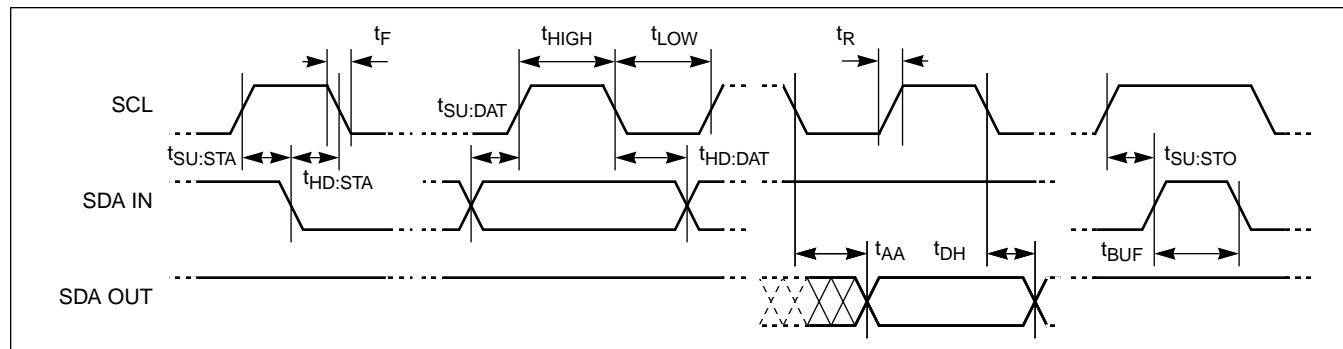 tF
tHIGH
tLOW
tR
SCL
tSU:DAT
tSU:STA
tHD:STA
tHD:DAT
tSU:STO
SDA IN
tAA
tDH
tBUF
SDA OUT